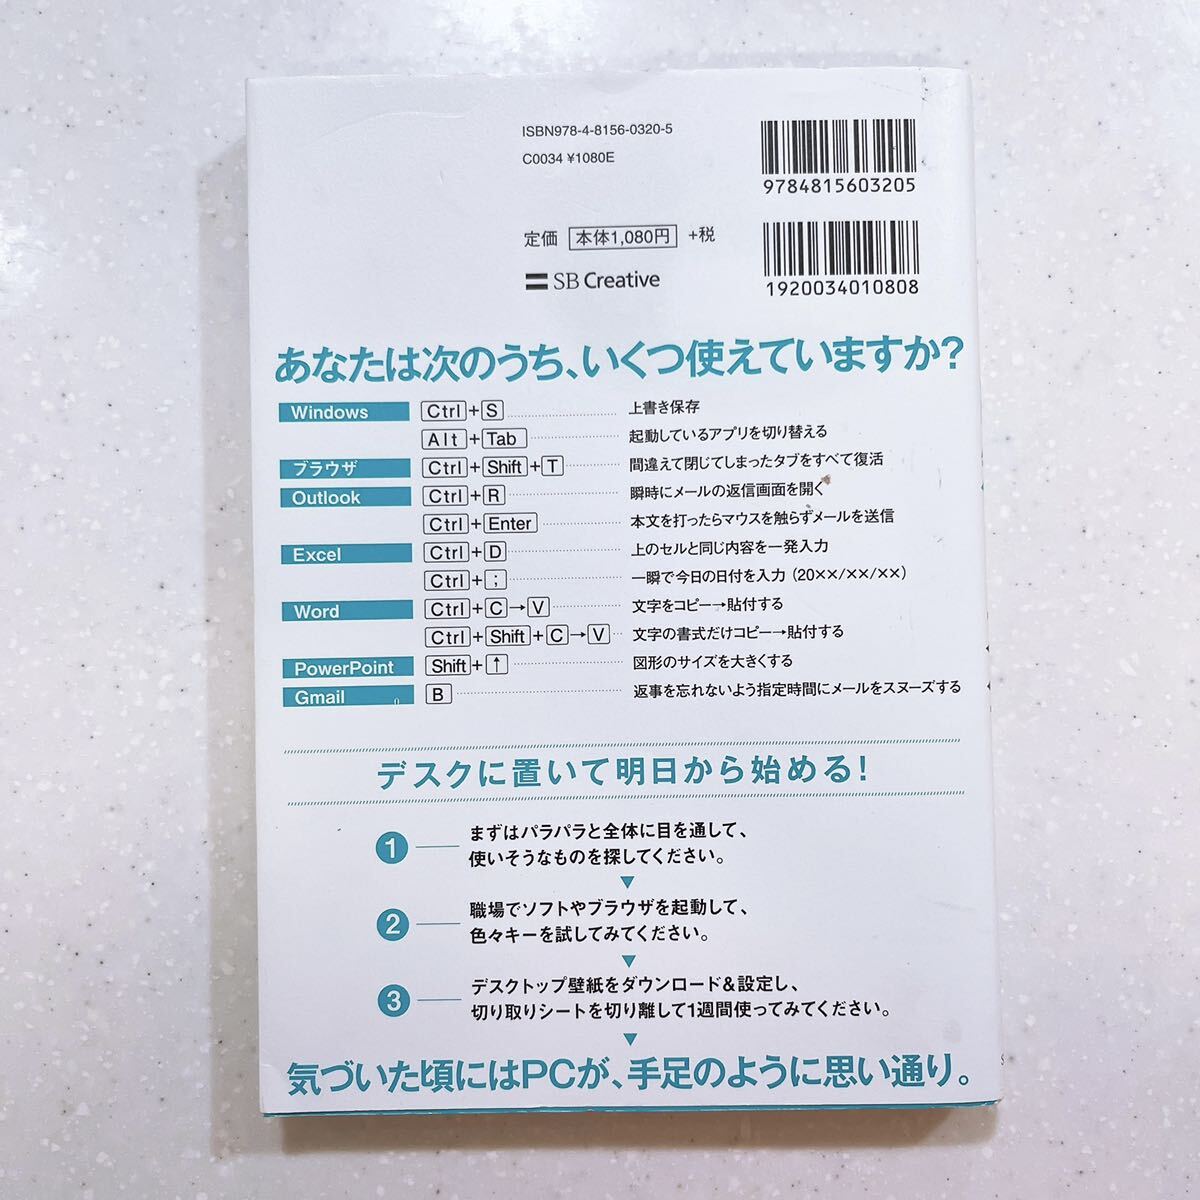 ISBN978-4-8156-0320-5
C0034 ¥1080E
9784815603205
定価 本体1,080円 +税
SB Creative
1920034010808
あなたは次のうち、いくつ使えていますか?
Windows Ctrl+S 上書き保存
Alt+Tab 起動しているアプリを切り替える
ブラウザ Ctrl+Shift+T 間違えて閉じてしまったタブをすべて復活
Outlook Ctrl+R 瞬時にメールの返信画面を開く
Ctrl+Enter 本文を打ったらマウスを触らずメールを送信
Excel Ctrl+D 上のセルと同じ内容を一発入力
Ctrl+; 一瞬で今日の日付を入力(20××/××/××)
Word Ctrl+C→V 文字をコピー→貼付する
Ctrl+Shift+C→V 文字の書式だけコピー→貼付する
PowerPoint Shift+↑ 図形のサイズを大きくする
Gmail B 返事を忘れないよう指定時間にメールをスヌーズする
デスクに置いて明日から始める!
1 まずはパラパラと全体に目を通して、
使いそうなものを探してください。
▼
2 職場でソフトやブラウザを起動して、
色々キーを試してみてください。
▼
3 デスクトップ壁紙をダウンロード&設定し、
切り取りシートを切り離して1週間使ってみてください。
▼
気づいた頃にはPCが、手足のように思い通り。